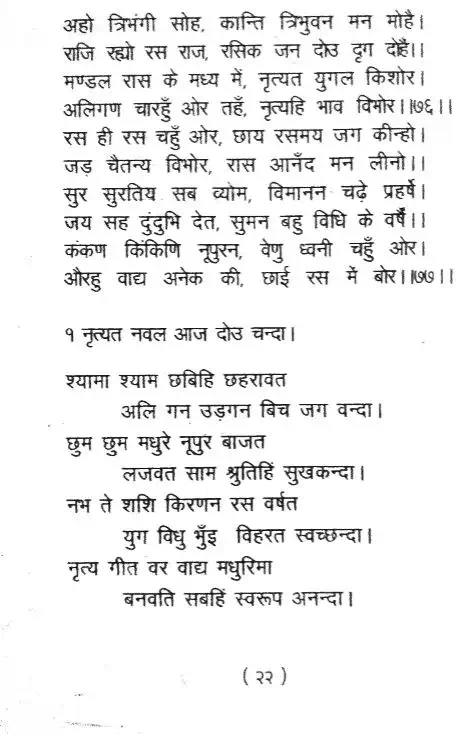 अहो त्रिभंगी सोह, कान्ति त्रिभुवन मन मोहै।
राजि रह्यो रस राज, रसिक जन दोउ दृग दोहै।।
मण्डल रास के मध्य में, नृत्यत युगल किशोर।
अलिगण चारहुँ ओर तहँ, नृत्यहि भाव विभोर।।७६।।
रस ही रस चहुँ ओर, छाय रसमय जग कीन्हो।
जड़ चैतन्य विभोर, रास आनँद मन लीनो।।
सुर सुरतिय सब व्योम, विमानन चढ़े प्रहर्षे।
जय सह दुंदुभि देत, सुमन बहु विधि के वर्षै।।
कंकण किंकिणि नूपुरन, वेणु ध्वनी चहुँ ओर।
औरहु वाद्य अनेक की, छाई रस में बोर।।७७।।
१ नृत्यत नवल आज दोउ चन्दा।
श्यामा श्याम छबिहि छहरावत
अलि गन उड़गन बिच जग वन्दा।
छुम छुम मधुरे नूपुर बाजत
लजवत साम श्रुतिहिं सुखकन्दा।
नभ ते शशि किरणन रस वर्षत
युग विधु भुँइ विहरत स्वच्छन्दा।
नृत्य गीत वर वाद्य मधुरिमा
बनवति सबहिं स्वरूप अनन्दा।
( २२ )